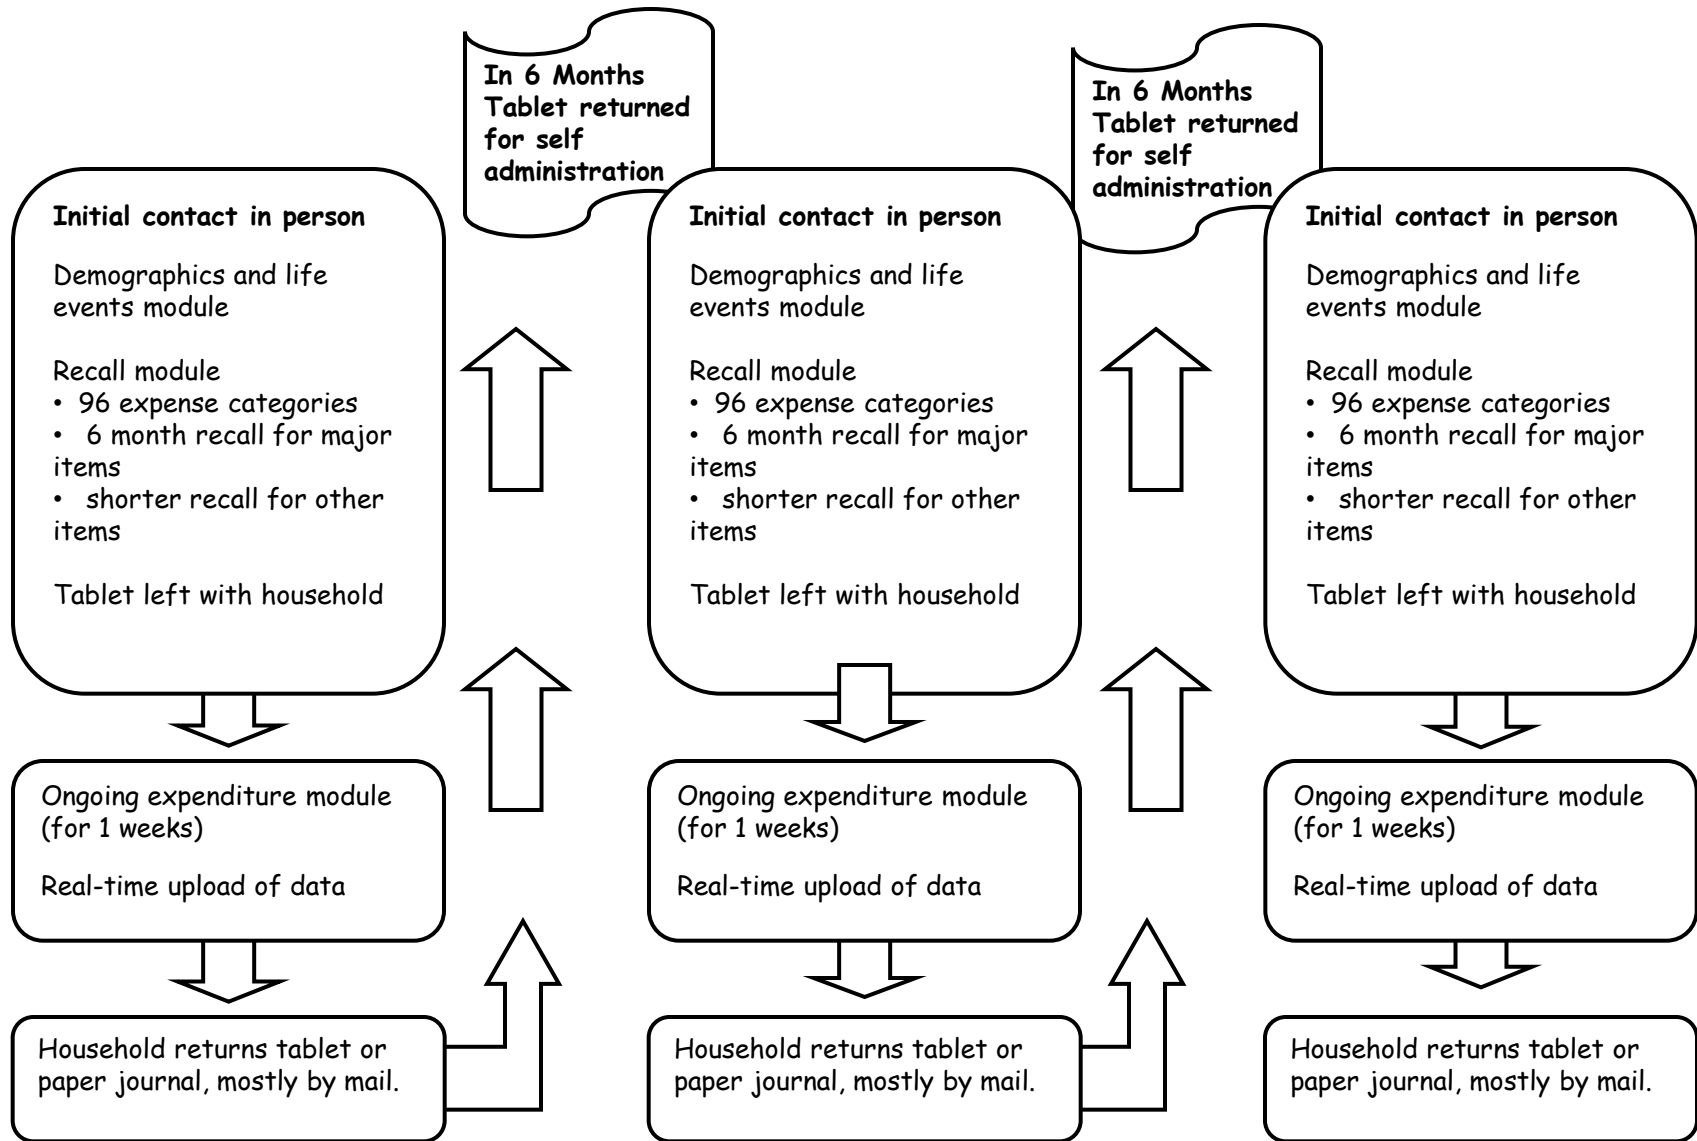 In 6 Months
Tablet returned
for self
administration
In 6 Months
Tablet returned
for self
administration
Initial contact in person
Demographics and life
events module
Recall module
• 96 expense categories
• 6 month recall for major
items
• shorter recall for other
items
Tablet left with household
Ongoing expenditure module
(for 1 weeks)
Real-time upload of data
Household returns tablet or
paper journal, mostly by mail.
Initial contact in person
Demographics and life
events module
Recall module
• 96 expense categories
• 6 month recall for major
items
• shorter recall for other
items
Tablet left with household
Ongoing expenditure module
(for 1 weeks)
Real-time upload of data
Household returns tablet or
paper journal, mostly by mail.
Initial contact in person
Demographics and life
events module
Recall module
• 96 expense categories
• 6 month recall for major
items
• shorter recall for other
items
Tablet left with household
Ongoing expenditure module
(for 1 weeks)
Real-time upload of data
Household returns tablet or
paper journal, mostly by mail.